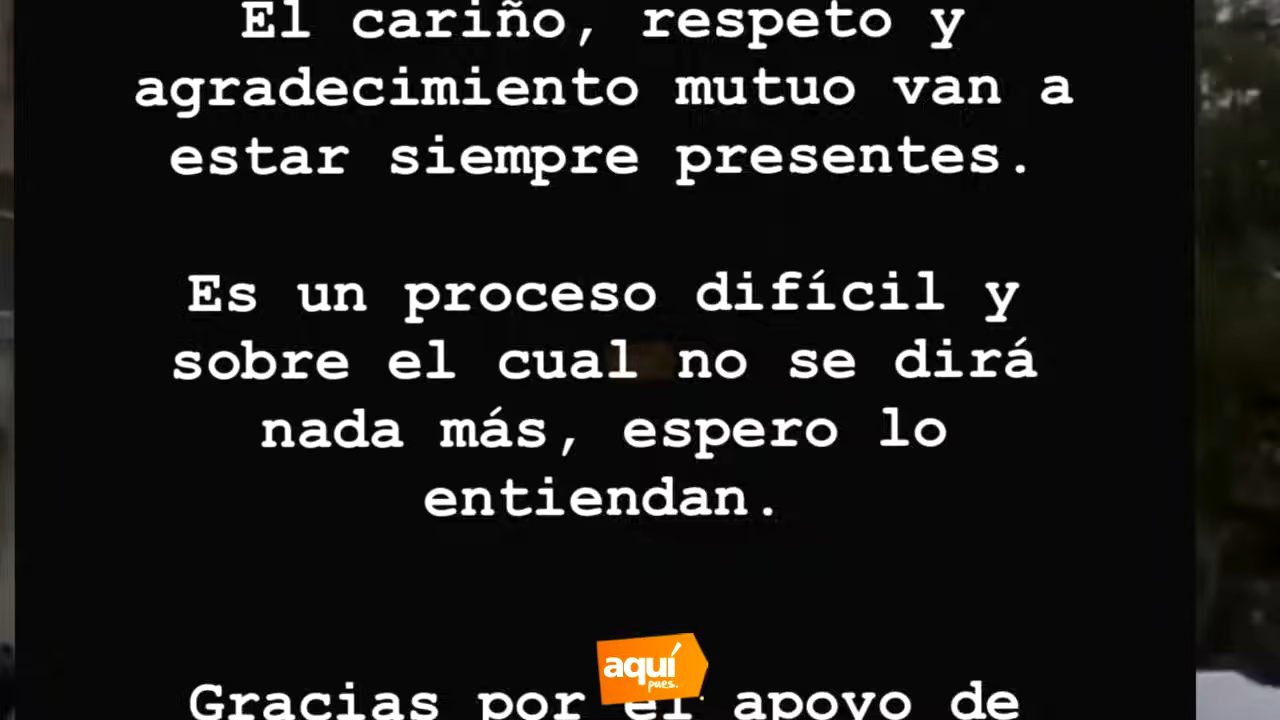 El cariño, respeto y
agradecimiento mutuo van a
estar siempre presentes.
Es un proceso difícil y
sobre el cual no se dirá
nada más, espero lo
entiendan.
aquí
pues.
Gracias por el apoyo de